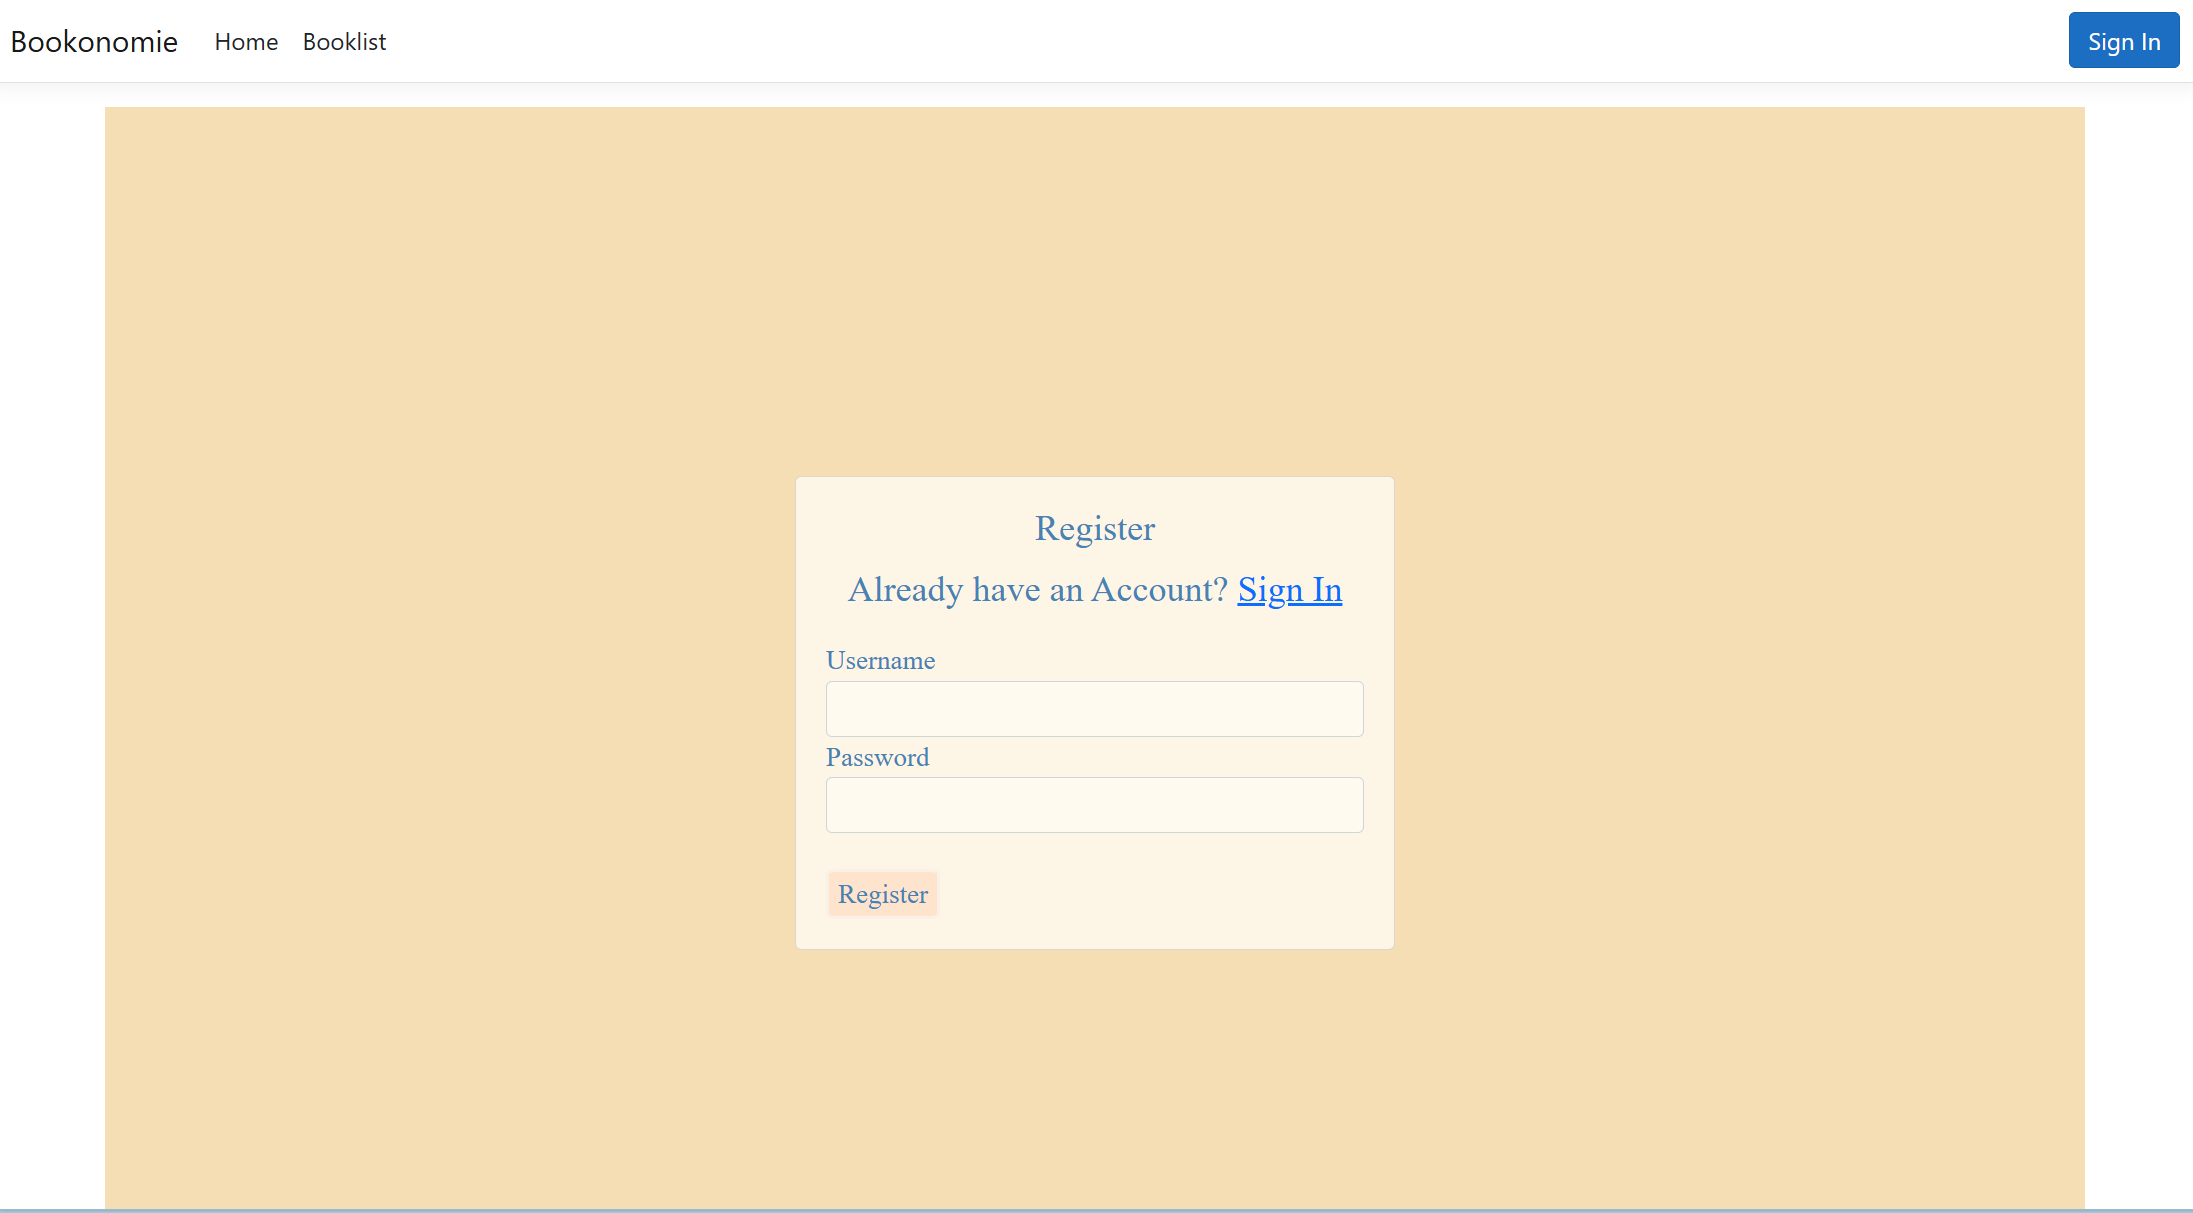 Bookonomie Home Booklist Sign In
Register
Already have an Account? Sign In
Username
Password
Register